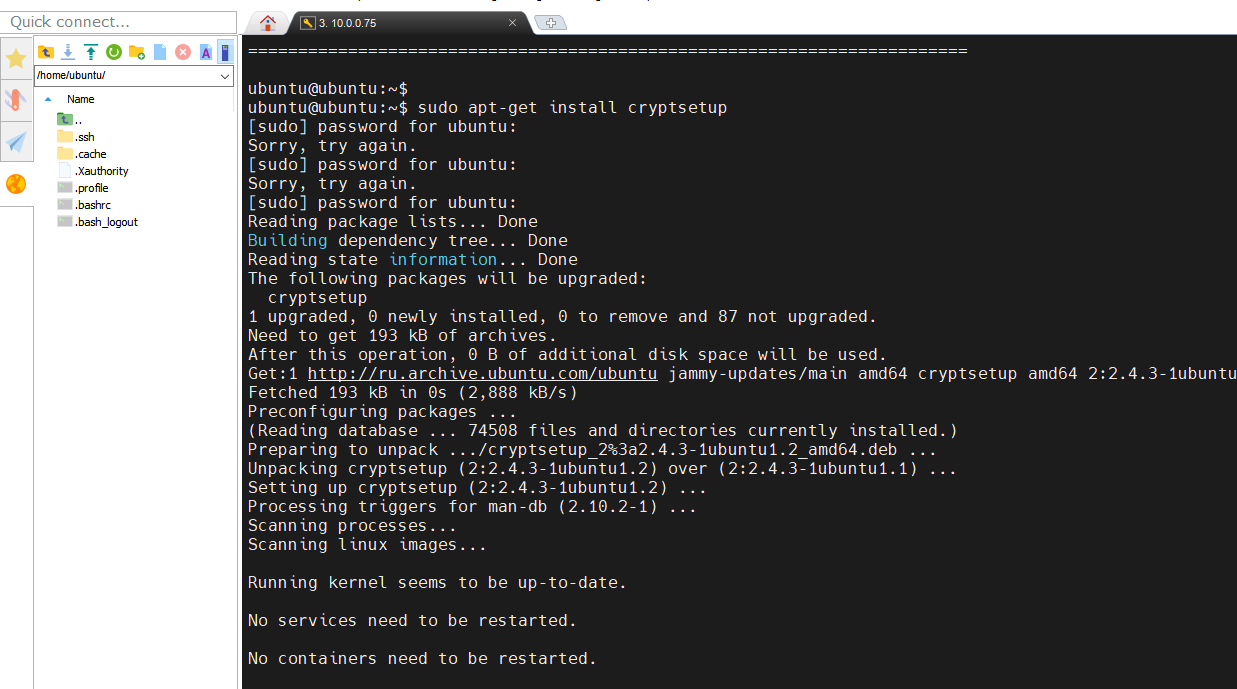 Quick connect...
3. 10.0.0.75
/home/ubuntu/
Name
..
.ssh
.cache
.Xauthority
.profile
.bashrc
.bash_logout
========================================================================
ubuntu@ubuntu:~$
ubuntu@ubuntu:~$ sudo apt-get install cryptsetup
[sudo] password for ubuntu:
Sorry, try again.
[sudo] password for ubuntu:
Sorry, try again.
[sudo] password for ubuntu:
Reading package lists... Done
Building dependency tree... Done
Reading state information... Done
The following packages will be upgraded:
  cryptsetup
1 upgraded, 0 newly installed, 0 to remove and 87 not upgraded.
Need to get 193 kB of archives.
After this operation, 0 B of additional disk space will be used.
Get:1 http://ru.archive.ubuntu.com/ubuntu jammy-updates/main amd64 cryptsetup amd64 2:2.4.3-1ubuntu
Fetched 193 kB in 0s (2,888 kB/s)
Preconfiguring packages ...
(Reading database ... 74508 files and directories currently installed.)
Preparing to unpack .../cryptsetup_2%3a2.4.3-1ubuntu1.2_amd64.deb ...
Unpacking cryptsetup (2:2.4.3-1ubuntu1.2) over (2:2.4.3-1ubuntu1.1) ...
Setting up cryptsetup (2:2.4.3-1ubuntu1.2) ...
Processing triggers for man-db (2.10.2-1) ...
Scanning processes...
Scanning linux images...
Running kernel seems to be up-to-date.
No services need to be restarted.
No containers need to be restarted.